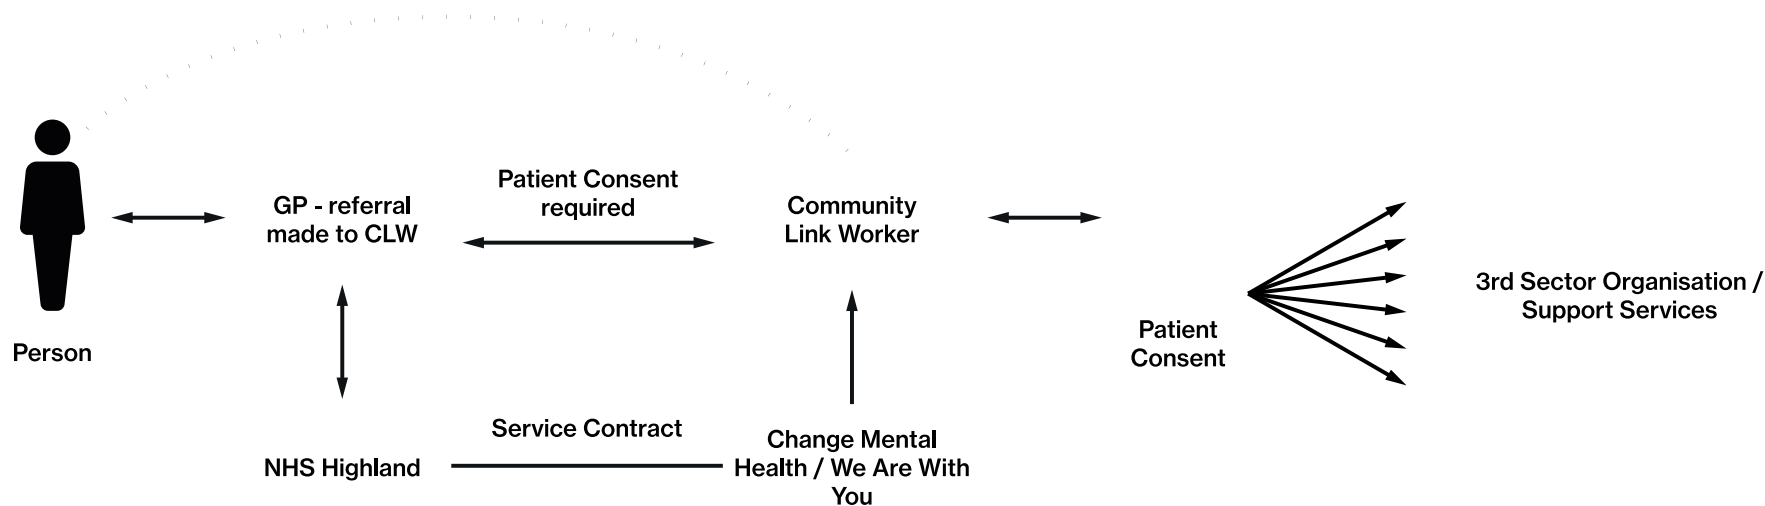 Person
GP - referral
made to CLW
Patient Consent
required
Community
Link Worker
NHS Highland
Service Contract
Change Mental
Health / We Are With
You
Patient
Consent
3rd Sector Organisation /
Support Services